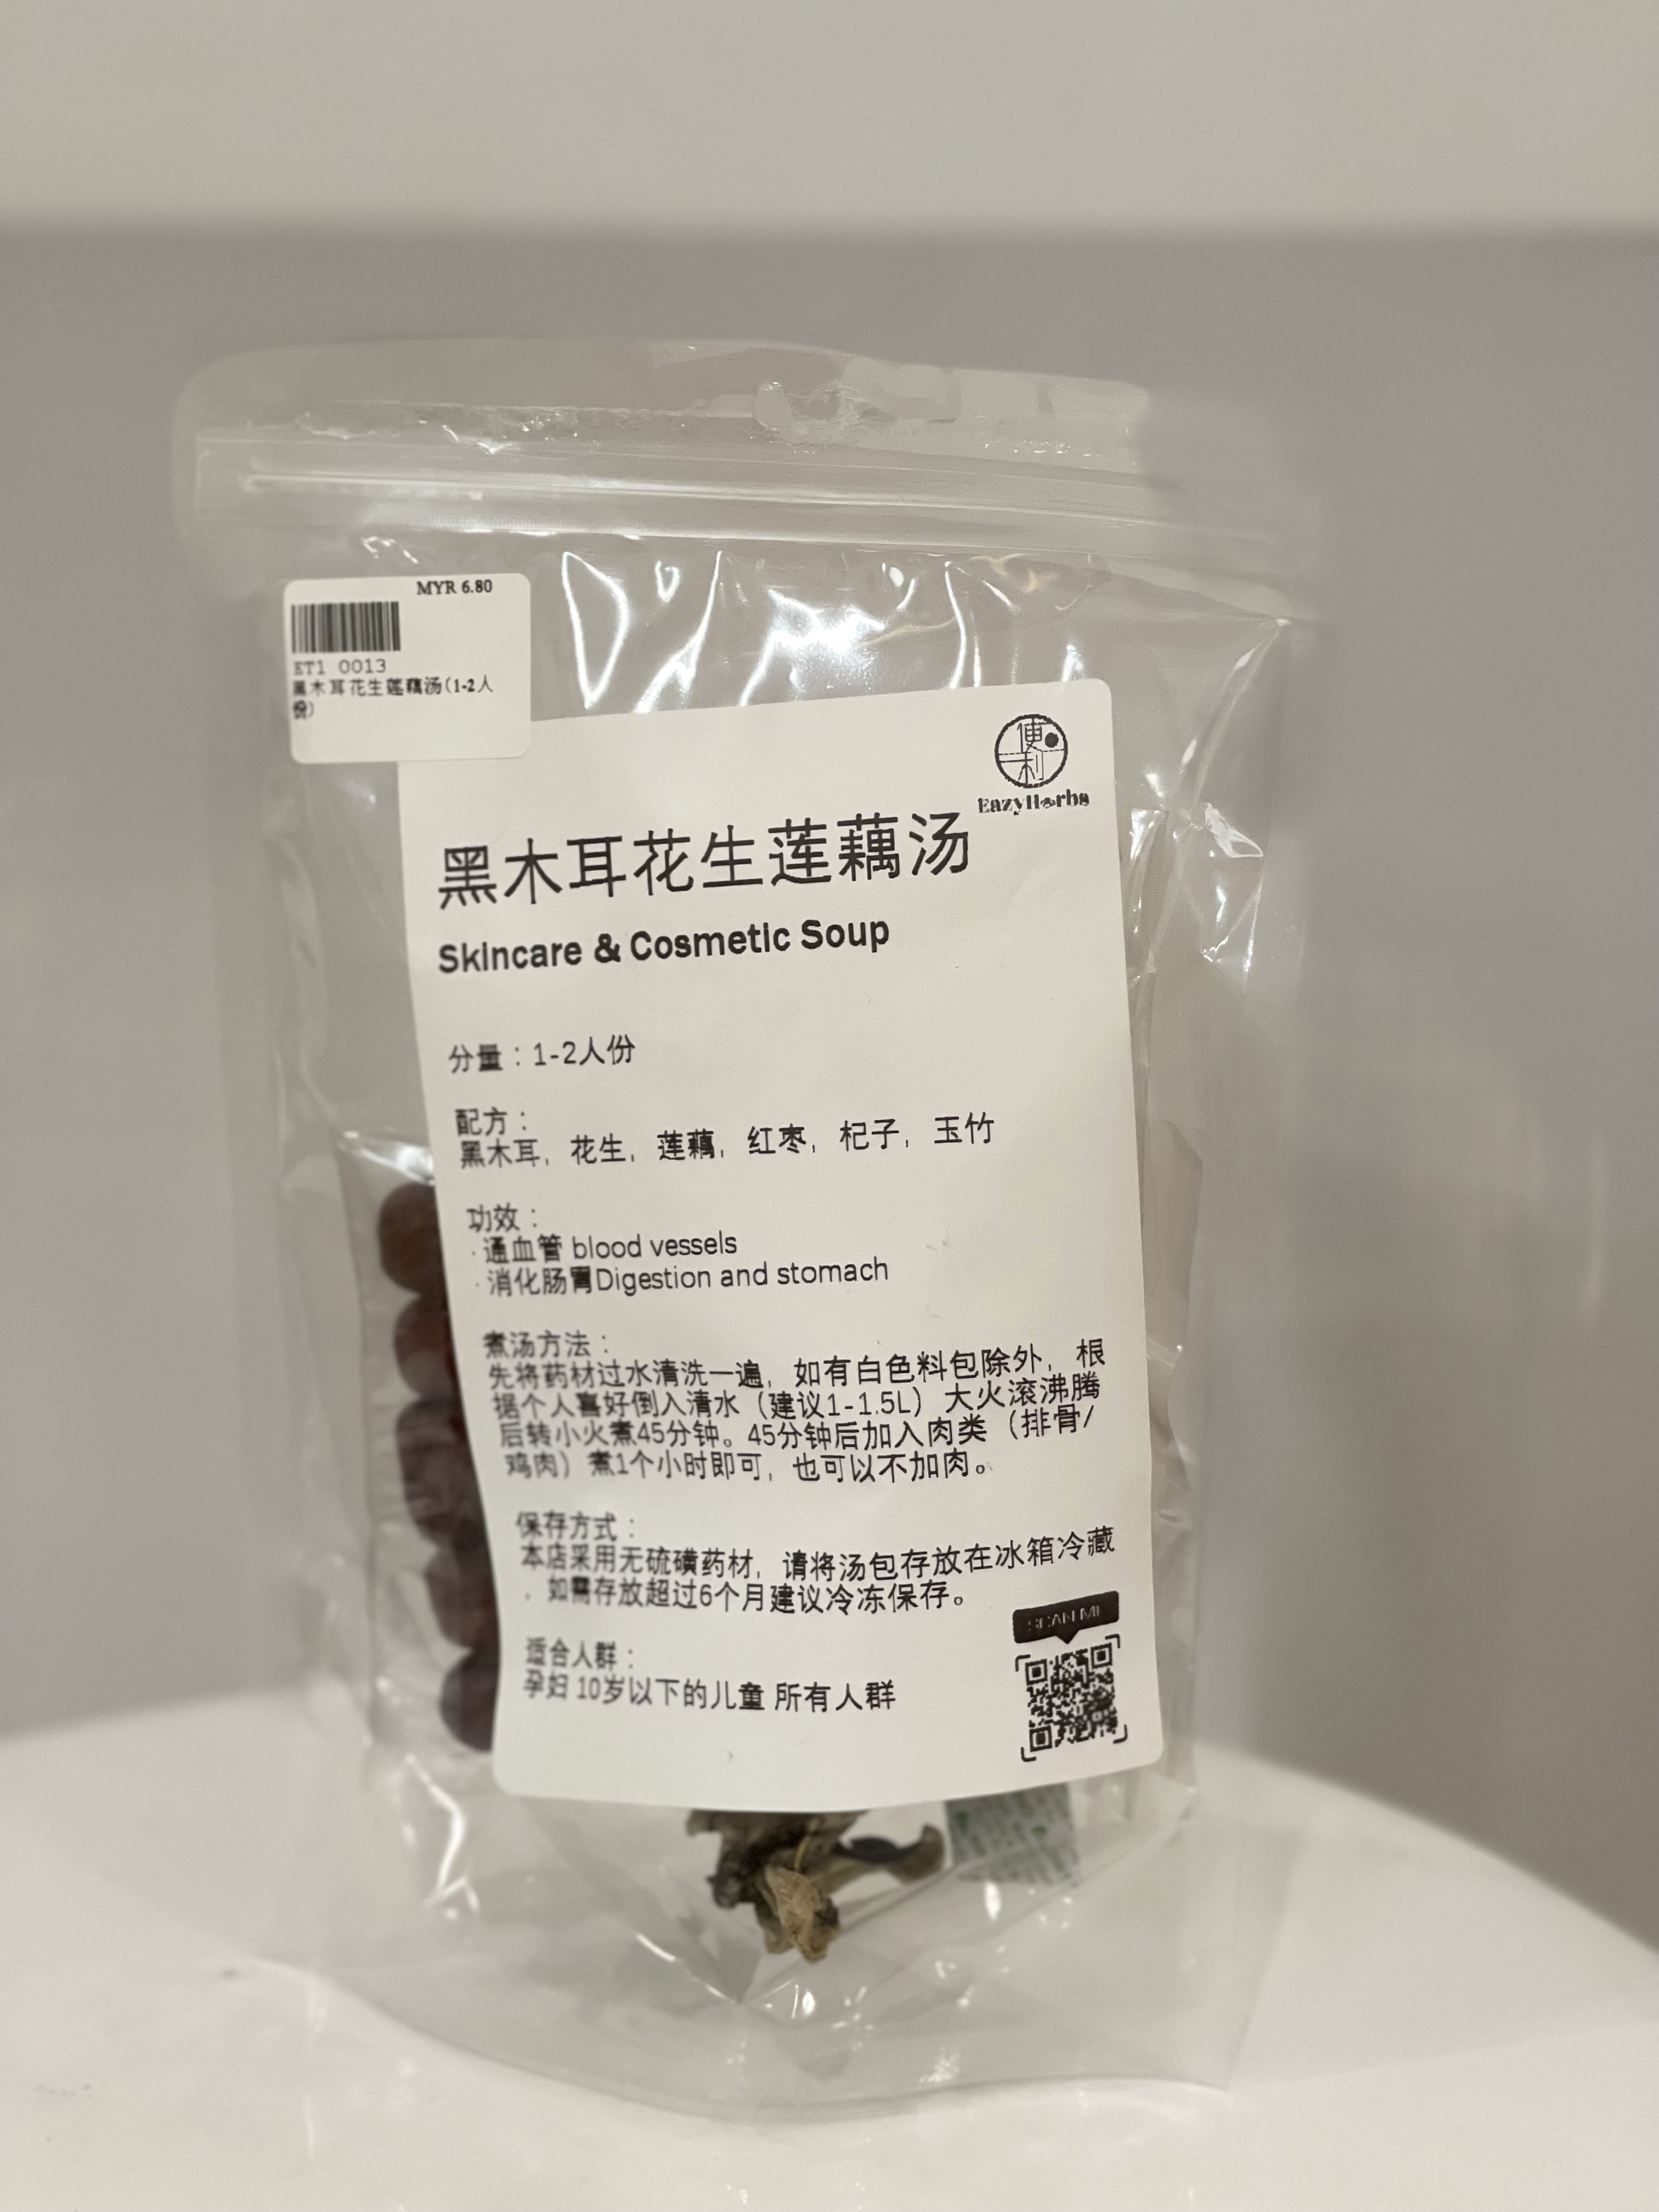 MYR 6.80
ET1 0013
黑木耳花生莲藕汤(1-2人
份)
便利
EazyHerbs
黑木耳花生莲藕汤
Skincare & Cosmetic Soup
分量：1-2人份
配方：
黑木耳，花生，莲藕，红枣，杞子，玉竹
功效：
·通血管 blood vessels
·消化肠胃Digestion and stomach
煮汤方法：
先将药材过水清洗一遍，如有白色料包除外，根
据个人喜好倒入清水（建议1-1.5L）大火滚沸腾
后转小火煮45分钟。45分钟后加入肉类（排骨/
鸡肉）煮1个小时即可，也可以不加肉。
保存方式：
本店采用无硫磺药材，请将汤包存放在冰箱冷藏
，如需存放超过6个月建议冷冻保存。
适合人群：
孕妇 10岁以下的儿童 所有人群
SCAN ME